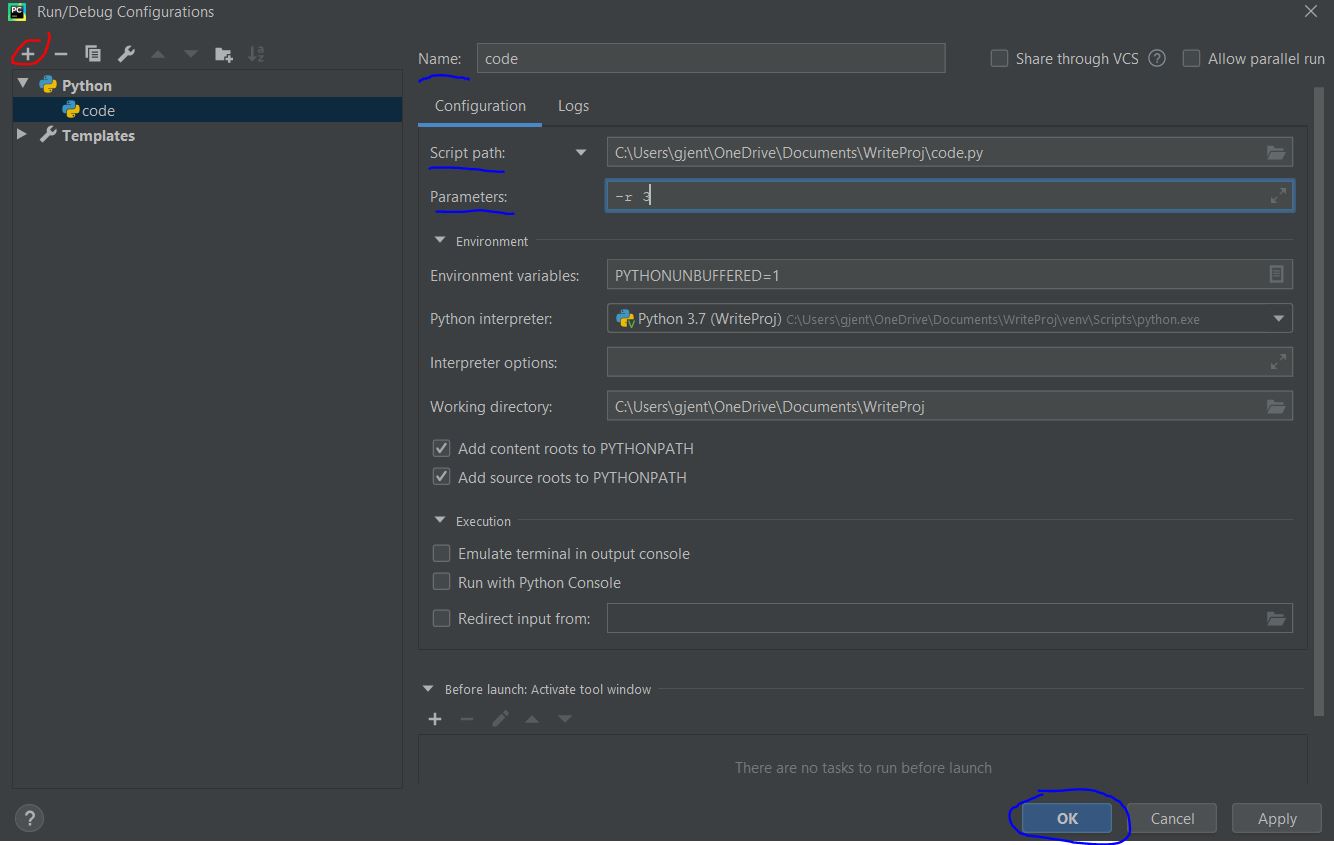 PC Run/Debug Configurations
Name: code Share through VCS ? Allow parallel run
Python
code
Templates
Configuration Logs
Script path: C:\Users\gjent\OneDrive\Documents\WriteProj\code.py
Parameters: -r 3
Environment
Environment variables: PYTHONUNBUFFERED=1
Python interpreter: Python 3.7 (WriteProj) C:\Users\gjent\OneDrive\Documents\WriteProj\venv\Scripts\python.exe
Interpreter options:
Working directory: C:\Users\gjent\OneDrive\Documents\WriteProj
Add content roots to PYTHONPATH
Add source roots to PYTHONPATH
Execution
Emulate terminal in output console
Run with Python Console
Redirect input from:
Before launch: Activate tool window
There are no tasks to run before launch
? OK Cancel Apply